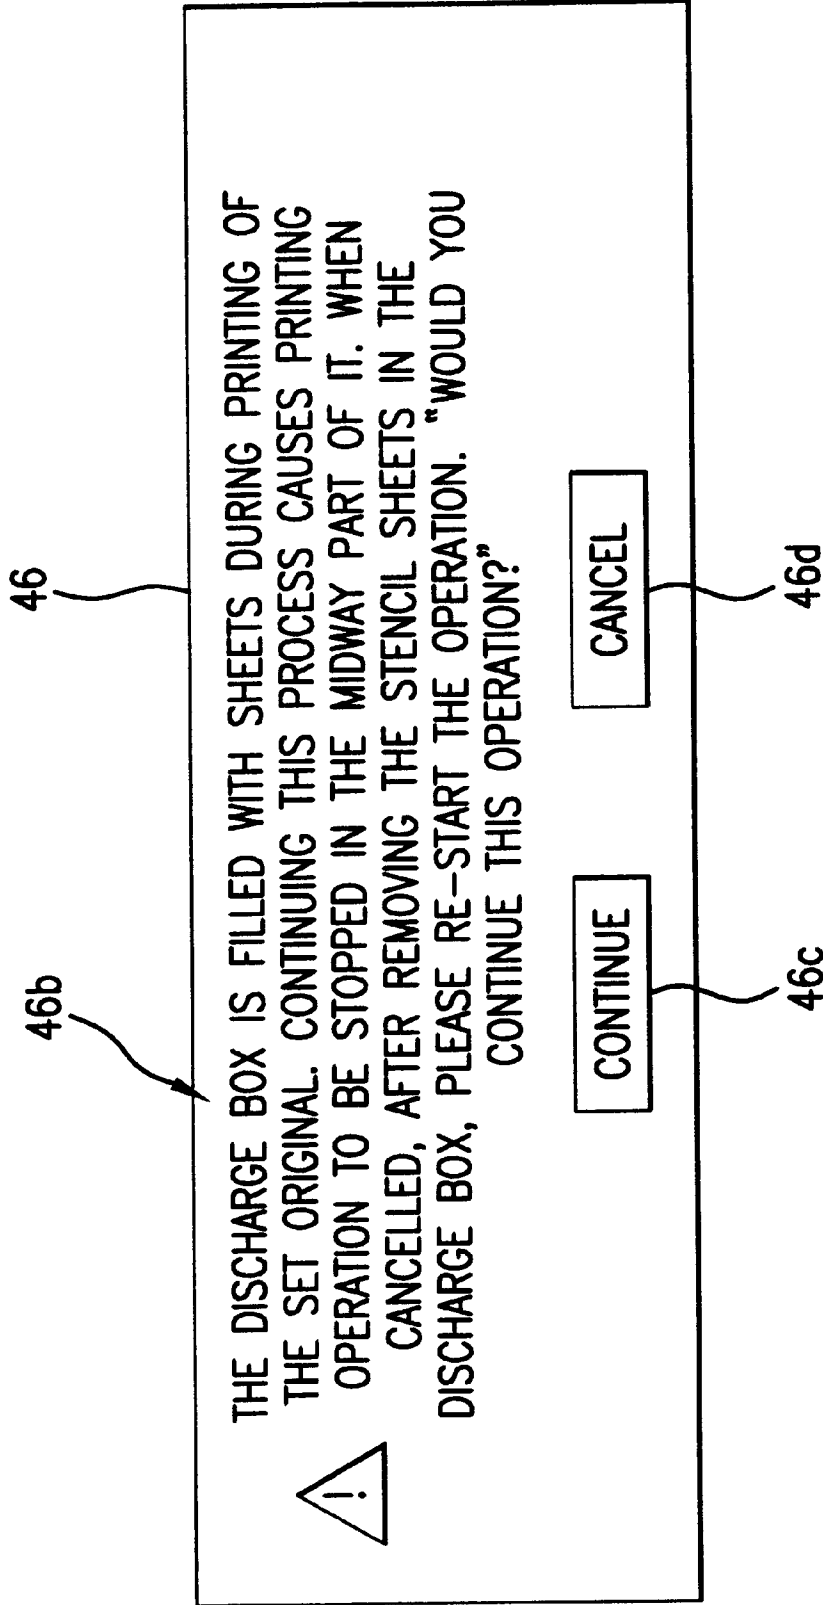 46
46b
THE DISCHARGE BOX IS FILLED WITH SHEETS DURING PRINTING OF
THE SET ORIGINAL. CONTINUING THIS PROCESS CAUSES PRINTING
OPERATION TO BE STOPPED IN THE MIDWAY PART OF IT. WHEN
CANCELLED, AFTER REMOVING THE STENCIL SHEETS IN THE
DISCHARGE BOX, PLEASE RE-START THE OPERATION. "WOULD YOU
CONTINUE THIS OPERATION?"
!
CONTINUE
CANCEL
46c
46d